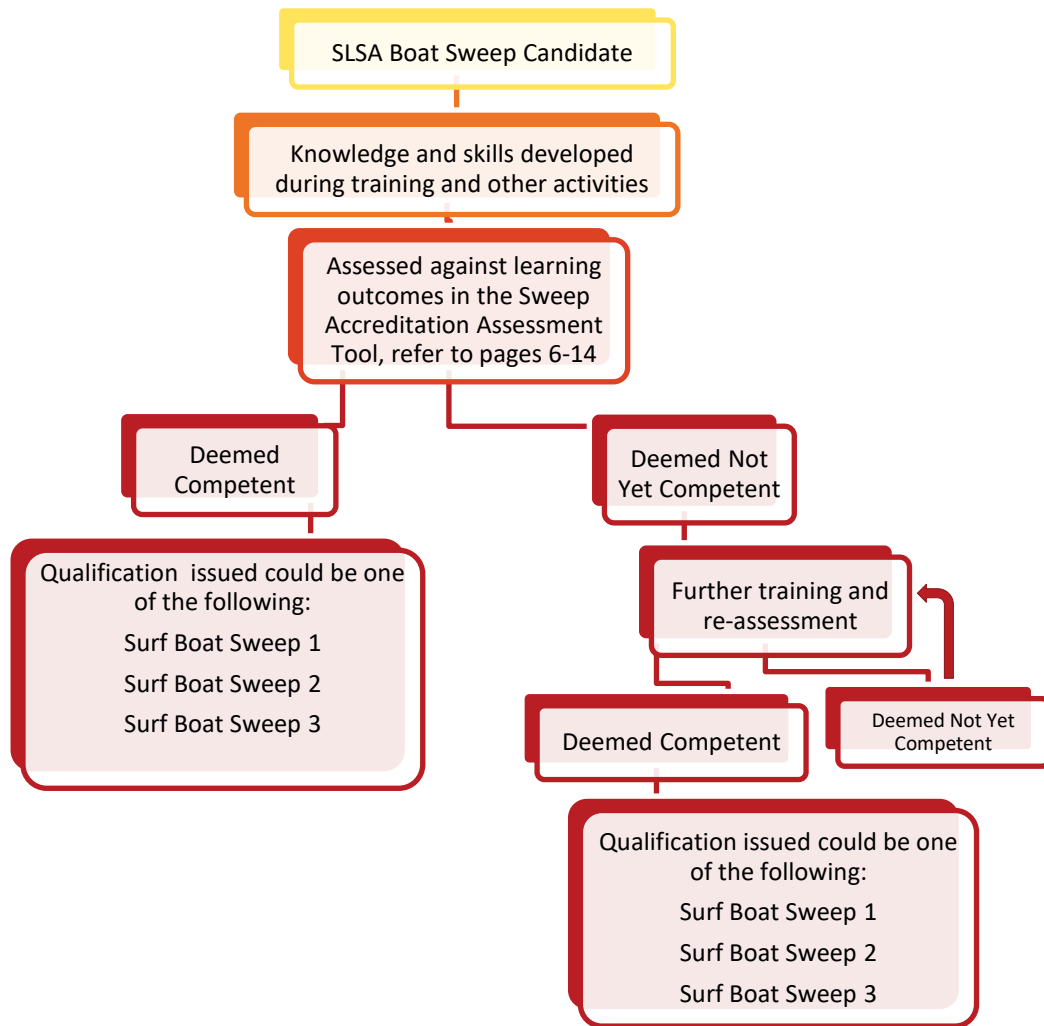 SLSA Boat Sweep Candidate
Knowledge and skills developed
during training and other activities
Assessed against learning
outcomes in the Sweep
Accreditation Assessment
Tool, refer to pages 6-14
Deemed
Competent
Deemed Not
Yet Competent
Qualification issued could be one
of the following:
Surf Boat Sweep 1
Surf Boat Sweep 2
Surf Boat Sweep 3
Further training and
re-assessment
Deemed Competent
Deemed Not Yet
Competent
Qualification issued could be one
of the following:
Surf Boat Sweep 1
Surf Boat Sweep 2
Surf Boat Sweep 3